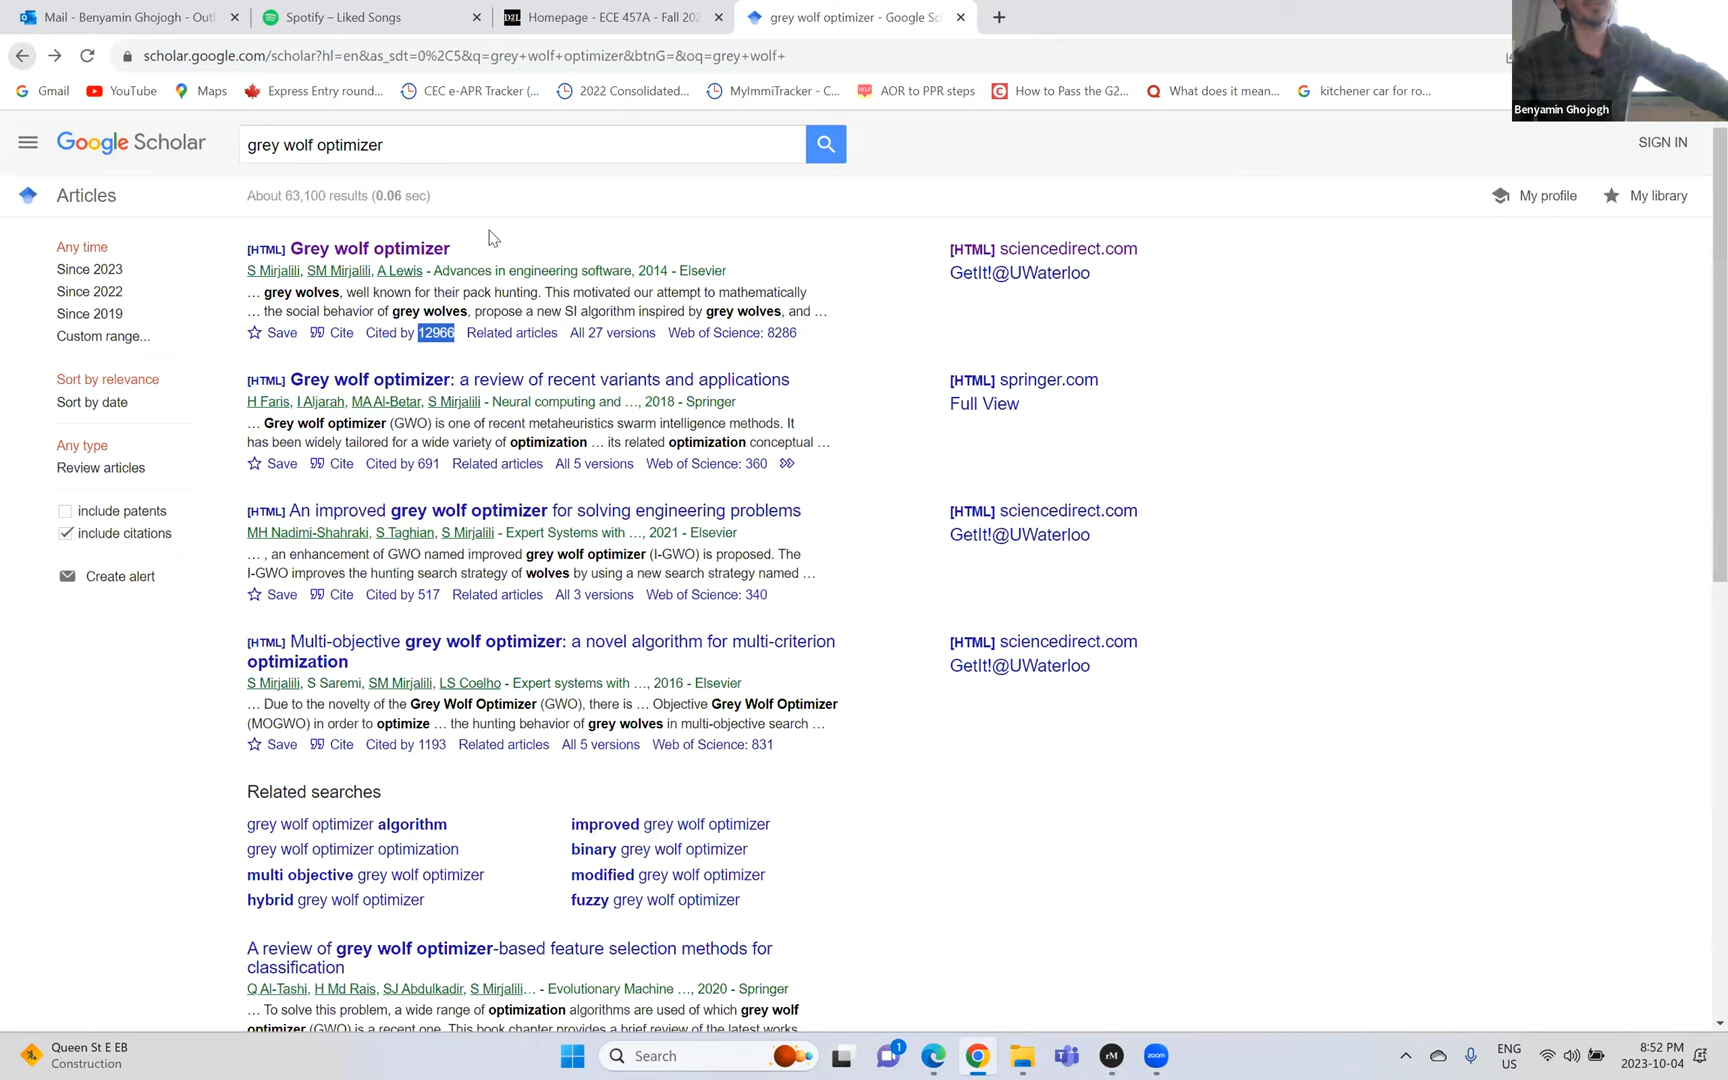 Mail - Benyamin Ghojogh - Outl
Spotify – Liked Songs
D2L
Homepage - ECE 457A - Fall 202
grey wolf optimizer - Google Sc
scholar.google.com/scholar?hl=en&as_sdt=0%2C5&q=grey+wolf+optimizer&btnG=&oq=grey+wolf+
Gmail
YouTube
Maps
Express Entry roun...
CEC e-APR Tracker (...
2022 Consolidated...
MyImmiTracker - C...
AOR to PPR steps
How to Pass the G2...
What does it mean...
kitchener car for ro...
Benyamin Ghojogh
Google Scholar
grey wolf optimizer
SIGN IN
Articles
About 63,100 results (0.06 sec)
My profile
My library
Any time
Since 2023
Since 2022
Since 2019
Custom range...
Sort by relevance
Sort by date
Any type
Review articles
include patents
include citations
Create alert
[HTML] Grey wolf optimizer
S Mirjalili, SM Mirjalili, A Lewis - Advances in engineering software, 2014 - Elsevier
… grey wolves, well known for their pack hunting. This motivated our attempt to mathematically
… the social behavior of grey wolves, propose a new SI algorithm inspired by grey wolves, and …
Save Cite Cited by 12966 Related articles All 27 versions Web of Science: 8286
[HTML] sciencedirect.com
GetIt!@UWaterloo
[HTML] Grey wolf optimizer: a review of recent variants and applications
H Faris, I Aljarah, MA Al-Betar, S Mirjalili - Neural computing and …, 2018 - Springer
… Grey wolf optimizer (GWO) is one of recent metaheuristics swarm intelligence methods. It
has been widely tailored for a wide variety of optimization … its related optimization conceptual …
Save Cite Cited by 691 Related articles All 5 versions Web of Science: 360
[HTML] springer.com
Full View
[HTML] An improved grey wolf optimizer for solving engineering problems
MH Nadimi-Shahraki, S Taghian, S Mirjalili - Expert Systems with …, 2021 - Elsevier
… , an enhancement of GWO named improved grey wolf optimizer (I-GWO) is proposed. The
I-GWO improves the hunting search strategy of wolves by using a new search strategy named …
Save Cite Cited by 517 Related articles All 3 versions Web of Science: 340
[HTML] sciencedirect.com
GetIt!@UWaterloo
[HTML] Multi-objective grey wolf optimizer: a novel algorithm for multi-criterion
optimization
S Mirjalili, S Saremi, SM Mirjalili, LS Coelho - Expert systems with …, 2016 - Elsevier
… Due to the novelty of the Grey Wolf Optimizer (GWO), there is … Objective Grey Wolf Optimizer
(MOGWO) in order to optimize … the hunting behavior of grey wolves in multi-objective search …
Save Cite Cited by 1193 Related articles All 5 versions Web of Science: 831
[HTML] sciencedirect.com
GetIt!@UWaterloo
Related searches
grey wolf optimizer algorithm
improved grey wolf optimizer
grey wolf optimizer optimization
binary grey wolf optimizer
multi objective grey wolf optimizer
modified grey wolf optimizer
hybrid grey wolf optimizer
fuzzy grey wolf optimizer
A review of grey wolf optimizer-based feature selection methods for
classification
Q Al-Tashi, H Md Rais, SJ Abdulkadir, S Mirjalili… - Evolutionary Machine …, 2020 - Springer
… To solve this problem, a wide range of optimization algorithms are used of which grey wolf
optimizer (GWO) is a recent one. This book chapter provides a brief review of the latest works
Queen St E EB
Construction
Search
1
rM
zoom
ENG
US
8:52 PM
2023-10-04